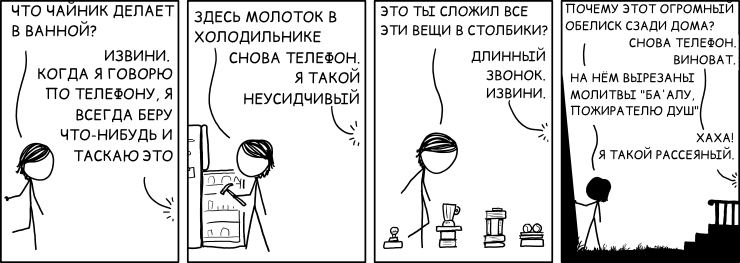 ЧТО ЧАЙНИК ДЕЛАЕТ
В ВАННОЙ?
ИЗВИНИ.
КОГДА Я ГОВОРЮ
ПО ТЕЛЕФОНУ, Я
ВСЕГДА БЕРУ
ЧТО-НИБУДЬ И
ТАСКАЮ ЭТО
ЗДЕСЬ МОЛОТОК В
ХОЛОДИЛЬНИКЕ
СНОВА ТЕЛЕФОН.
Я ТАКОЙ
НЕУСИДЧИВЫЙ
ЭТО ТЫ СЛОЖИЛ ВСЕ
ЭТИ ВЕЩИ В СТОЛБИКИ?
ДЛИННЫЙ
ЗВОНОК.
ИЗВИНИ.
ПОЧЕМУ ЭТОТ ОГРОМНЫЙ
ОБЕЛИСК СЗАДИ ДОМА?
СНОВА ТЕЛЕФОН.
ВИНОВАТ.
НА НЁМ ВЫРЕЗАНЫ
МОЛИТВЫ "БА'АЛУ,
ПОЖИРАТЕЛЮ ДУШ"
ХАХА!
Я ТАКОЙ РАССЕЯНЫЙ.